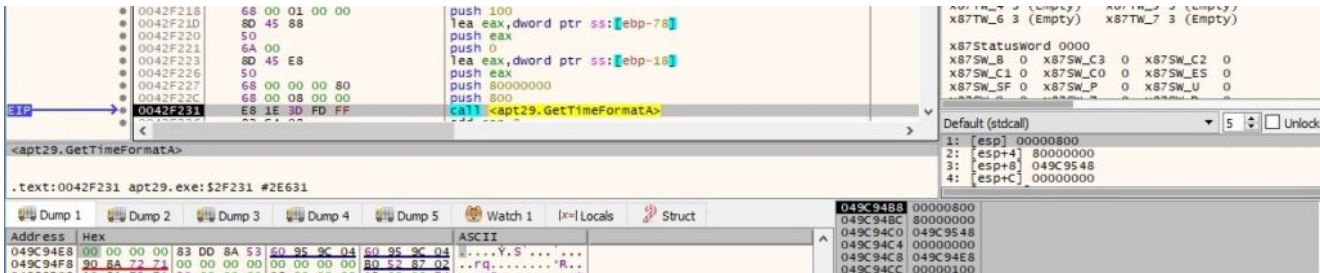 0042F218 68 00 01 00 00 push 100
0042F21D 8D 45 88 lea eax,dword ptr ss:[ebp-78]
0042F220 50 push eax
0042F221 6A 00 push 0
0042F223 8D 45 E8 lea eax,dword ptr ss:[ebp-18]
0042F226 50 push eax
0042F227 68 00 00 00 80 push 80000000
0042F22C 68 00 08 00 00 push 800
EIP 0042F231 E8 1E 3D FD FF call <apt29.GetTimeFormatA>
<apt29.GetTimeFormatA>
.text:0042F231 apt29.exe:$2F231 #2E631
x87TW_6 3 (Empty) x87TW_7 3 (Empty)
x87StatusWord 0000
x87SW_B 0 x87SW_C3 0 x87SW_C2 0
x87SW_C1 0 x87SW_C0 0 x87SW_ES 0
x87SW_SF 0 x87SW_P 0 x87SW_U 0
Default (stdcall) 5 Unlock
1: [esp] 00000800
2: [esp+4] 80000000
3: [esp+8] 049C9548
4: [esp+C] 00000000
Dump 1 Dump 2 Dump 3 Dump 4 Dump 5 Watch 1 [x=] Locals Struct
Address Hex ASCII
049C94E8 00 00 00 00 83 DD 8A 53 60 95 9C 04 60 95 9C 04 .....Ý.S`...`...
049C94F8 90 8A 72 71 00 00 00 00 00 00 00 00 B0 52 87 02 ..rq........°R..
049C94B8 00000800
049C94BC 80000000
049C94C0 049C9548
049C94C4 00000000
049C94C8 049C94E8
049C94CC 00000100